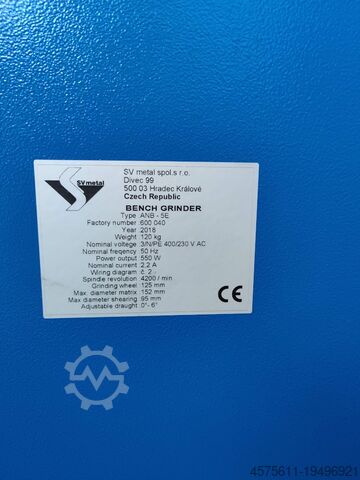 SV metal
SV metal spol.s r.o.
Divec 99
500 03 Hradec Králové
Czech Republic
BENCH GRINDER
Type ANB - 5E
Factory number 600 040
Year 2018
Weight 120 kg
Nominal voltage 3/N/PE 400/230 V AC
Nominal freqency 50 Hz
Power output 550 W
Nominal current 2.2 A
Wiring diagram č. 2
Spindle revolution 4200 / min
Grinding wheel 125 mm
Max. diameter matrix 152 mm
Max diameter shearing 95 mm
Adjustable draught 0°- 6°
CE
4575611-19496921